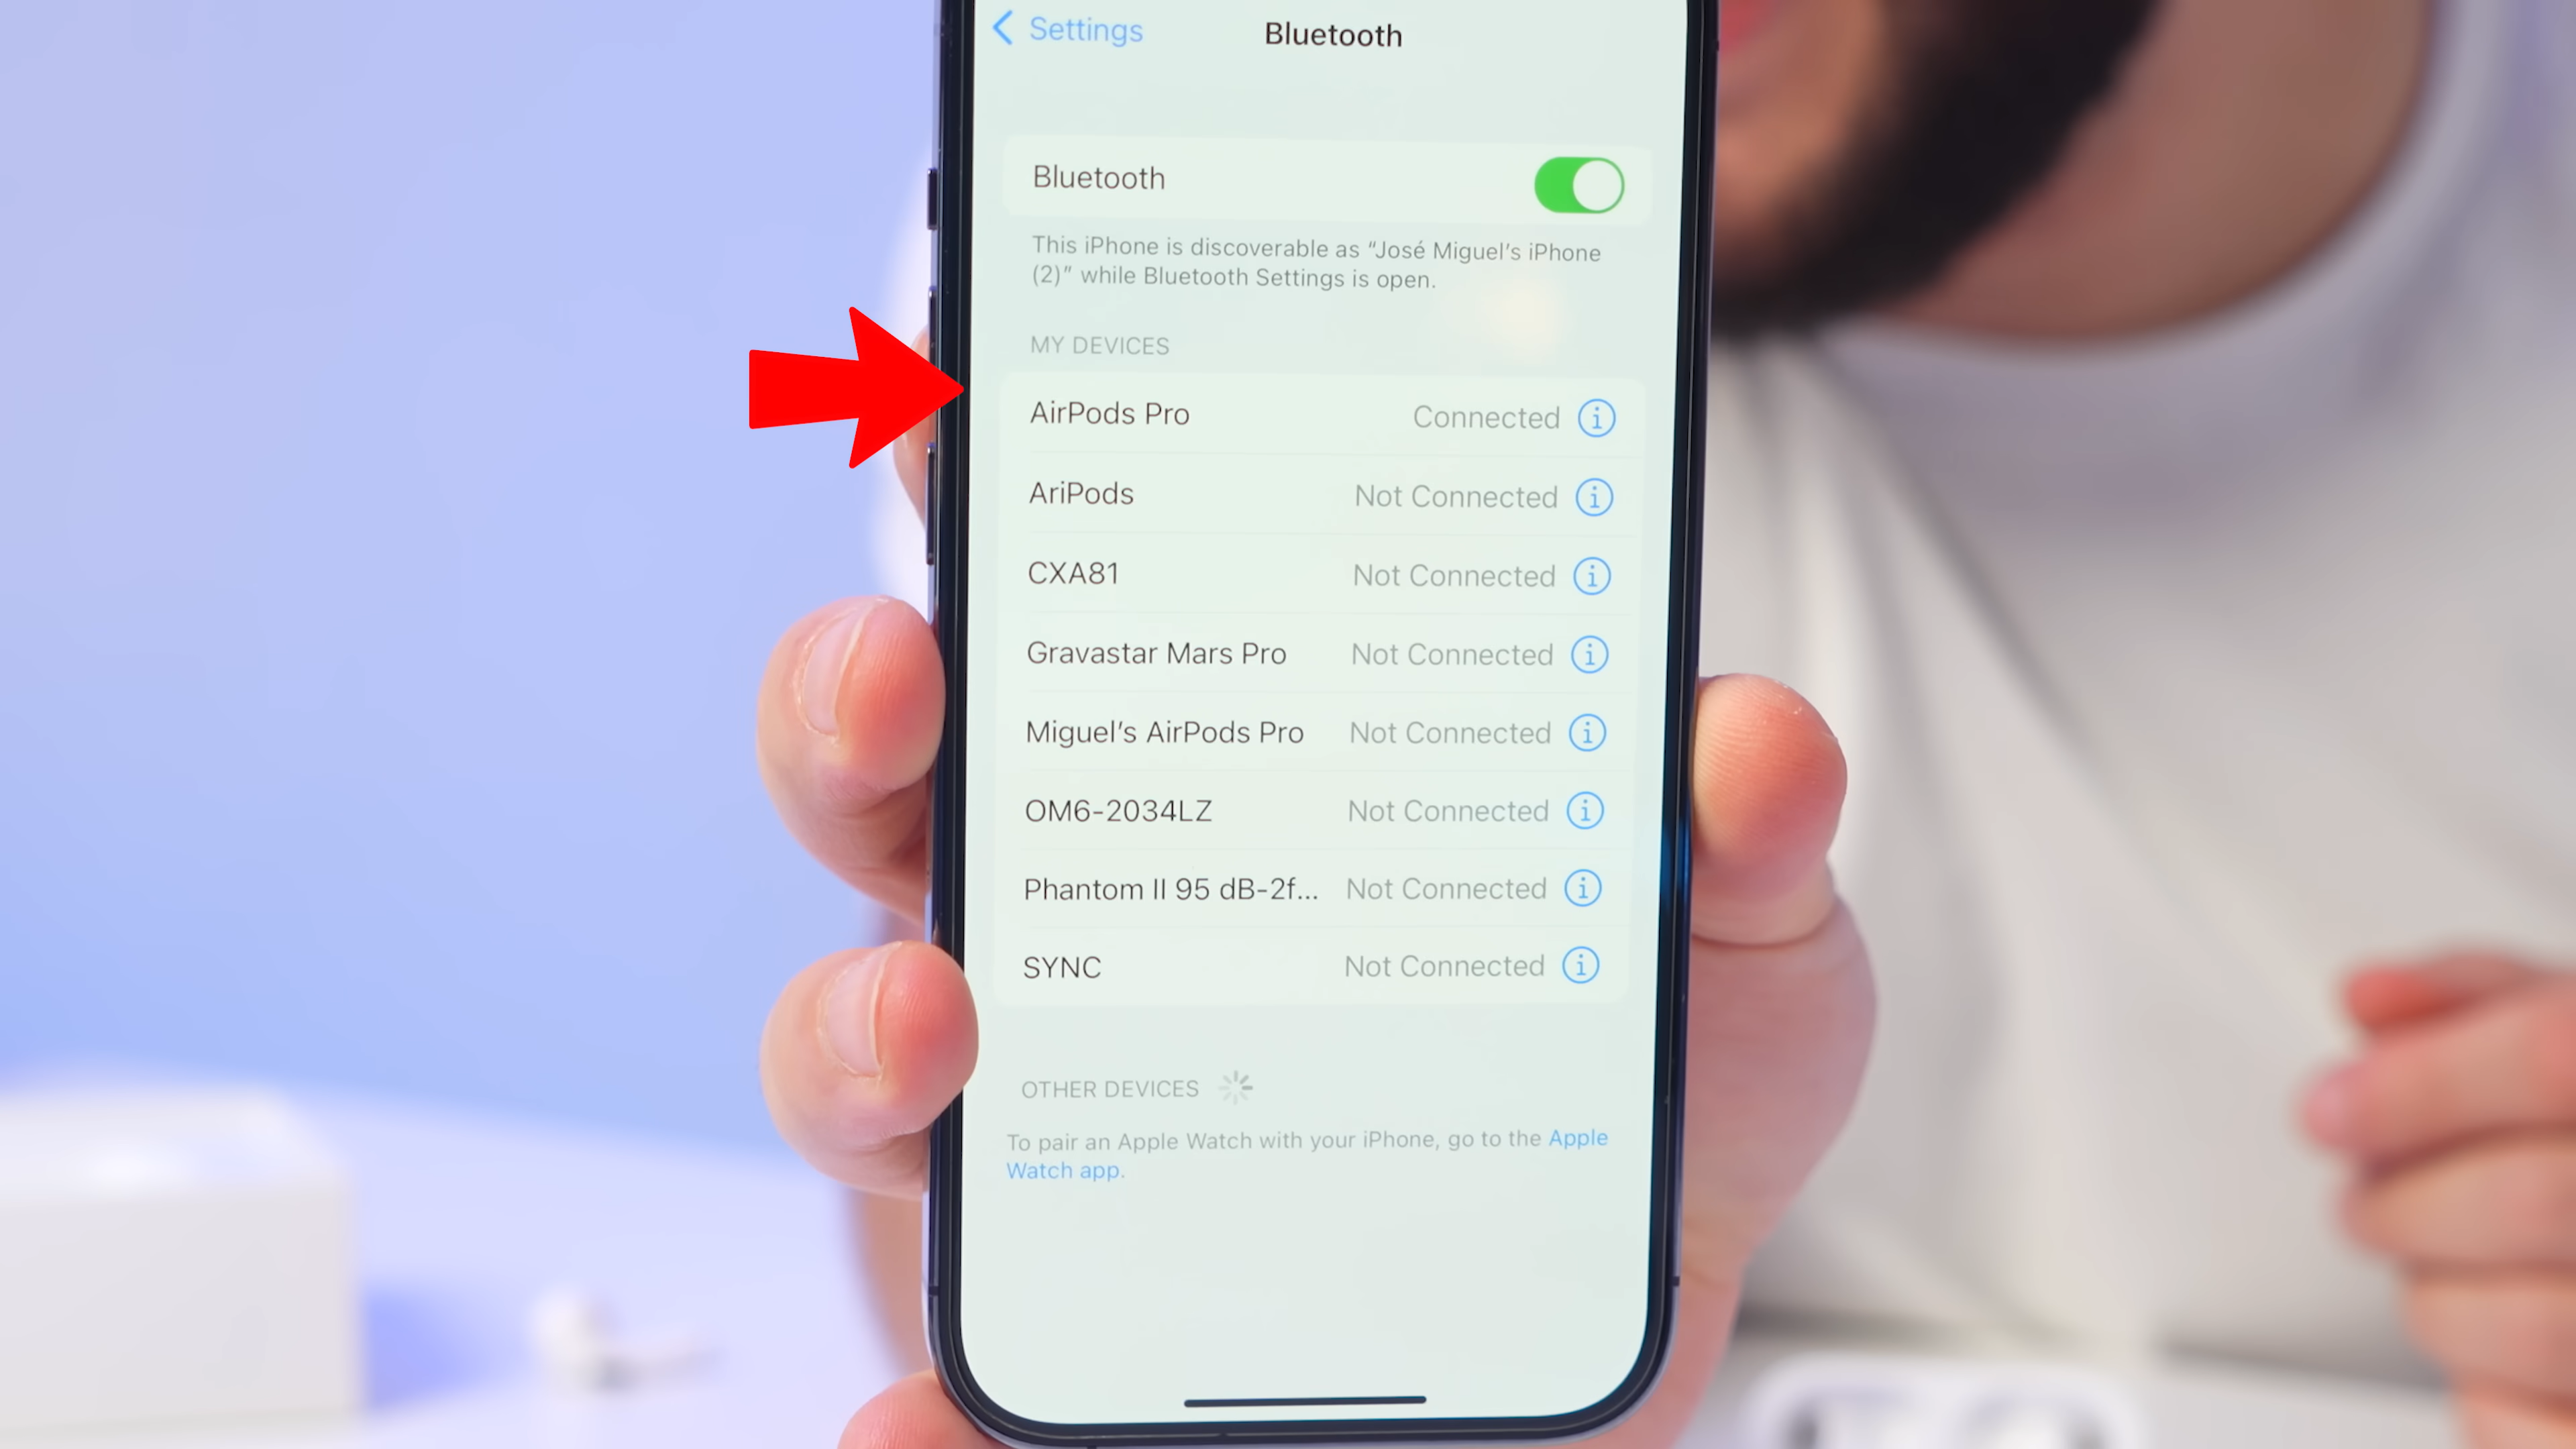 Settings
Bluetooth
Bluetooth
This iPhone is discoverable as “José Miguel’s iPhone
(2)” while Bluetooth Settings is open.
MY DEVICES
AirPods Pro Connected
AriPods Not Connected
CXA81 Not Connected
Gravastar Mars Pro Not Connected
Miguel’s AirPods Pro Not Connected
OM6-2034LZ Not Connected
Phantom II 95 dB-2f... Not Connected
SYNC Not Connected
OTHER DEVICES
To pair an Apple Watch with your iPhone, go to the Apple
Watch app.